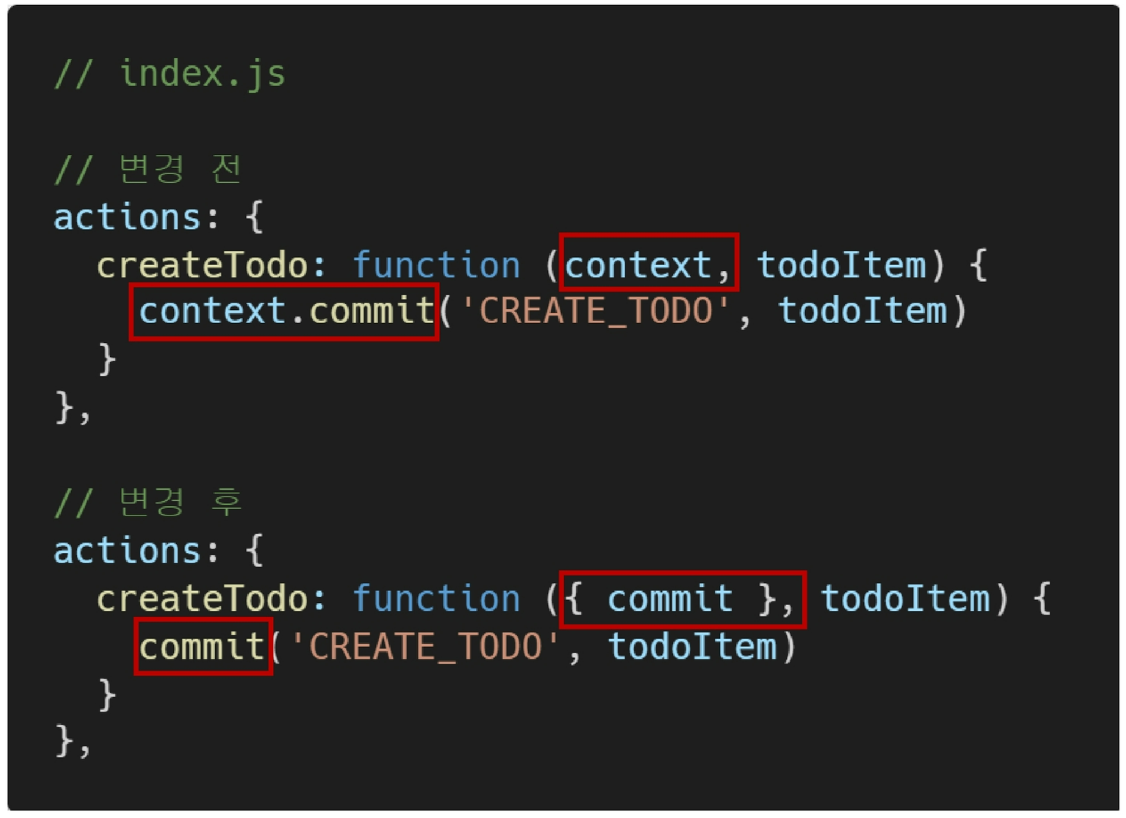 // index.js
// 변경 전
actions: {
createTodo: function (context, todoItem) {
context.commit('CREATE_TODO', todoItem)
}
},
// 변경 후
actions: {
createTodo: function ({ commit }, todoItem) {
commit('CREATE_TODO', todoItem)
}
},